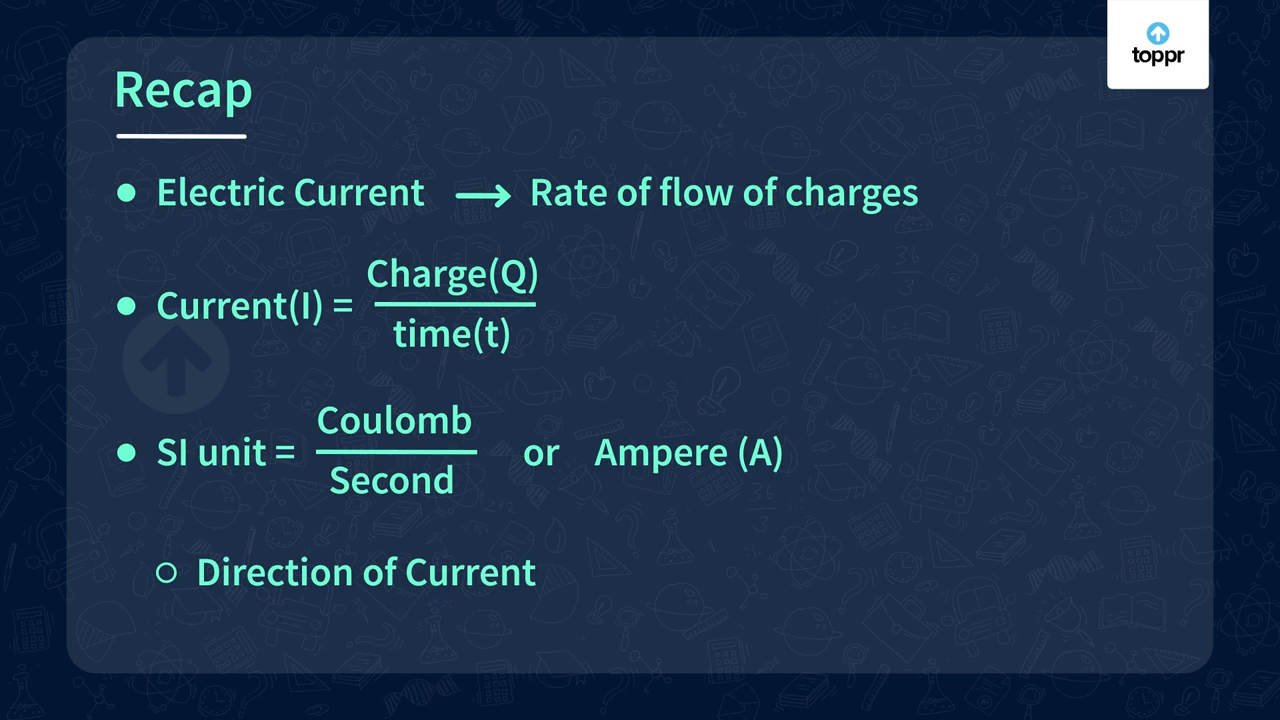 toppr
Recap
● Electric Current → Rate of flow of charges
● Current(I) = Charge(Q)
time(t)
● SI unit = Coulomb or Ampere (A)
Second
○ Direction of Current